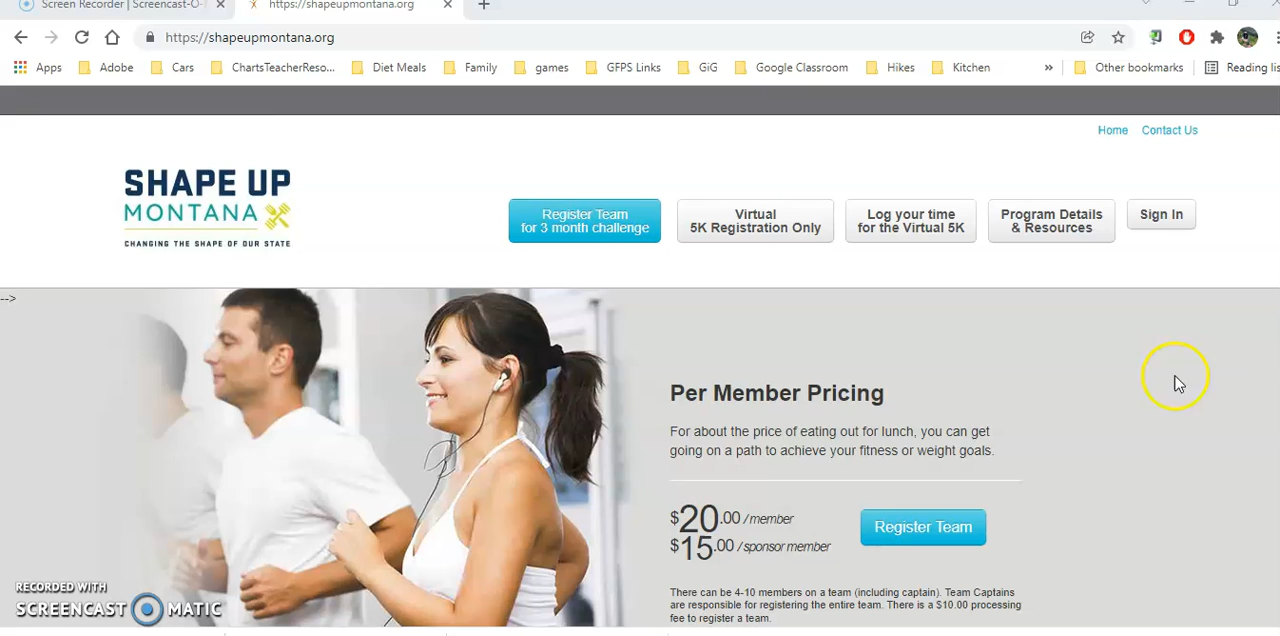 Screen Recorder | Screencast-O-
https://shapeupmontana.org
https://shapeupmontana.org
Apps Adobe Cars ChartsTeacherReso... Diet Meals Family games GFPS Links GiG Google Classroom Hikes Kitchen » Other bookmarks Reading lis
Home Contact Us
SHAPE UP
MONTANA
CHANGING THE SHAPE OF OUR STATE
Register Team
for 3 month challenge
Virtual
5K Registration Only
Log your time
for the Virtual 5K
Program Details
& Resources
Sign In
-->
Per Member Pricing
For about the price of eating out for lunch, you can get
going on a path to achieve your fitness or weight goals.
$20.00 /member
$15.00 /sponsor member
Register Team
There can be 4-10 members on a team (including captain). Team Captains
are responsible for registering the entire team. There is a $10.00 processing
fee to register a team.
RECORDED WITH
SCREENCAST MATIC